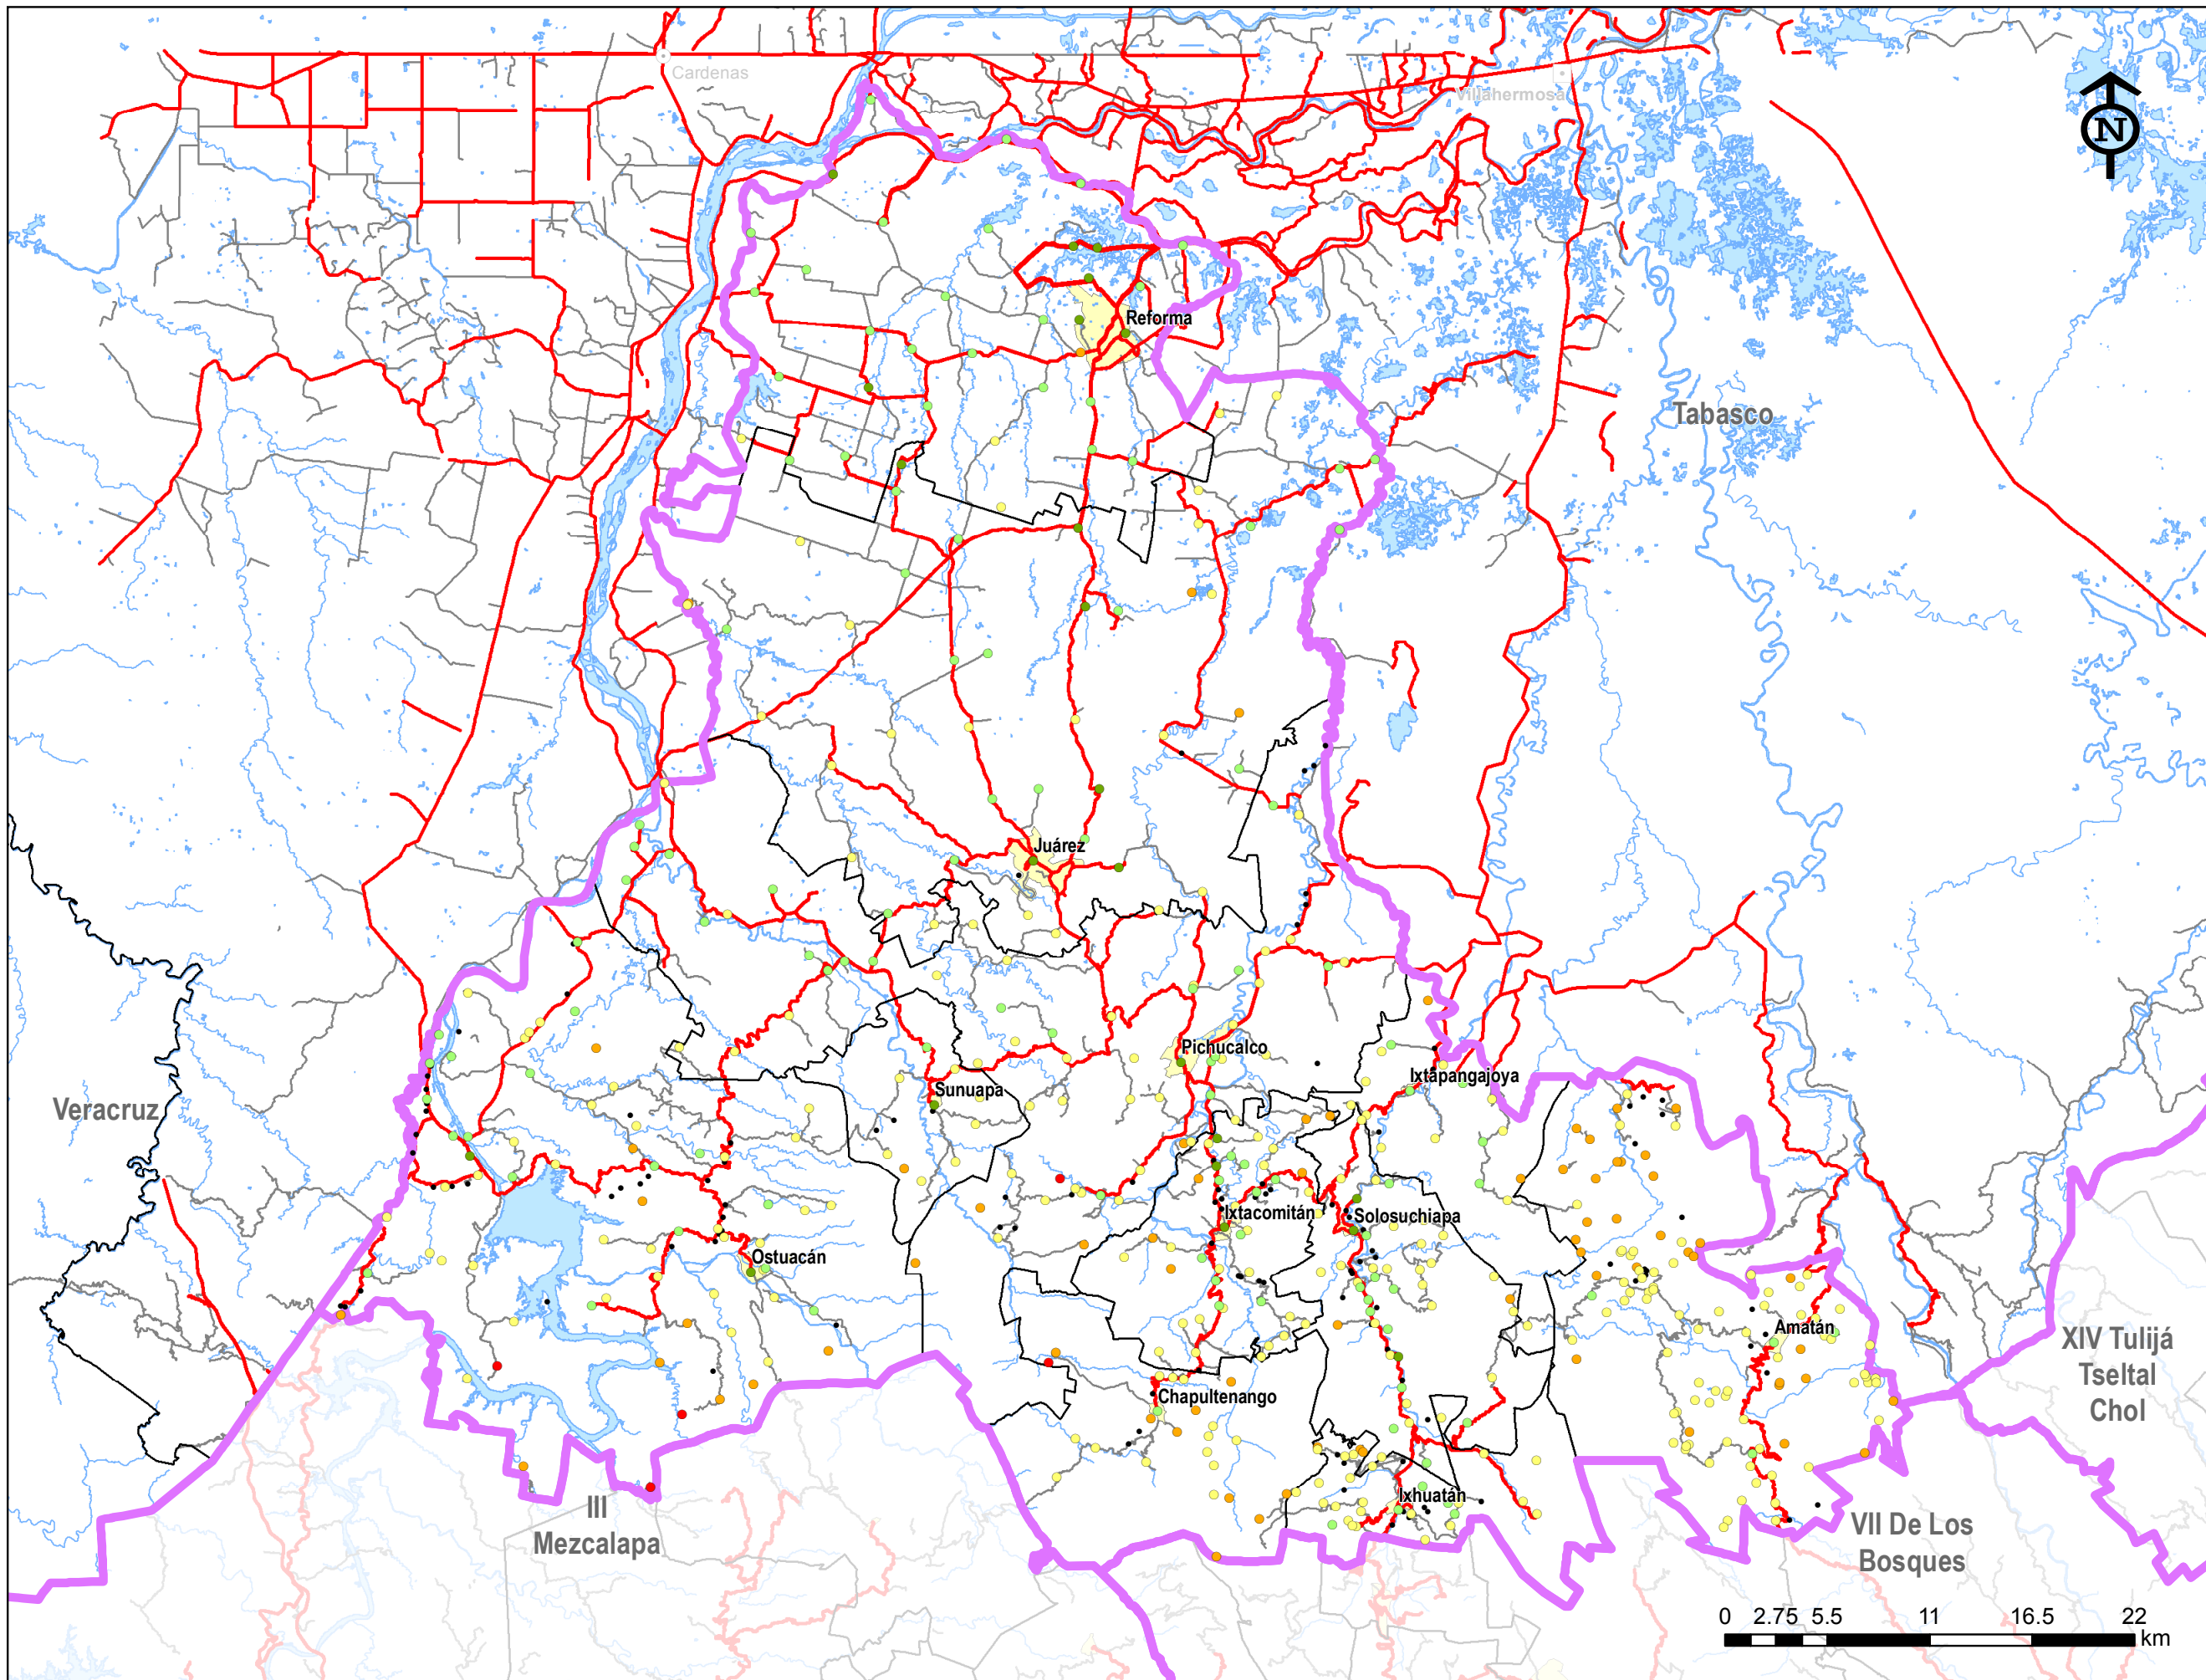 Cardenas
Villahermosa
N
Reforma
Tabasco
Juárez
Pichucalco
Ixtapangajoya
Sunuapa
Veracruz
Ixtacomitán
Solosuchiapa
Ostuacán
Amatán
XIV Tulijá
Tseltal
Chol
Chapultenango
Ixhuatán
III
Mezcalapa
VII De Los
Bosques
0 2.75 5.5 11 16.5 22
km